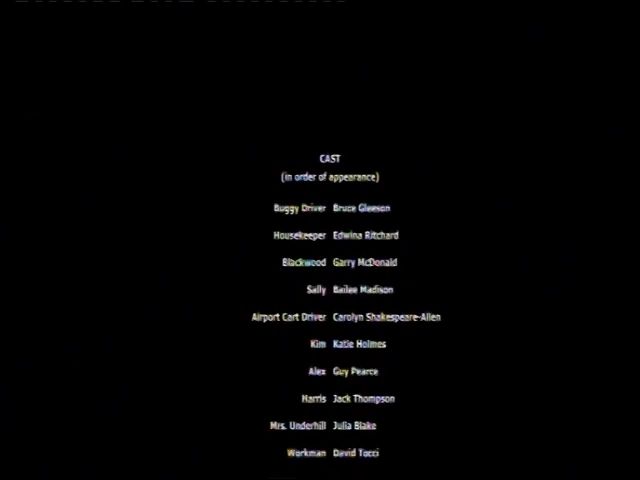 CAST
(in order of appearance)
Buggy Driver Bruce Gleeson
Housekeeper Edwina Ritchard
Blackwood Garry McDonald
Sally Bailee Madison
Airport Cart Driver Carolyn Shakespeare-Allen
Kim Katie Holmes
Alex Guy Pearce
Harris Jack Thompson
Mrs. Underhill Julia Blake
Workman David Tocci